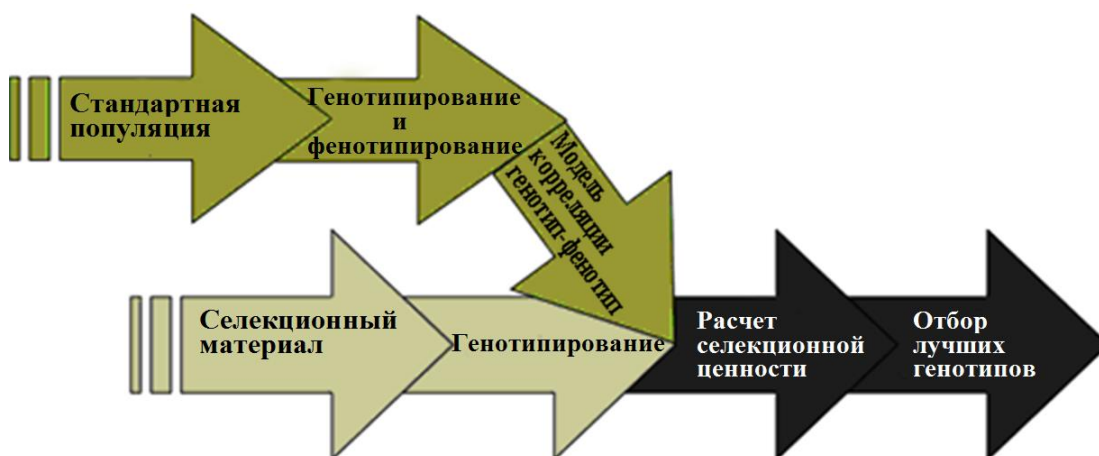 Стандартная
популяция
Генотипирование
и
фенотипирование
Модель
корреляции
генотип-фенотип
Селекционный
материал
Генотипирование
Расчет
селекционной
ценности
Отбор
лучших
генотипов